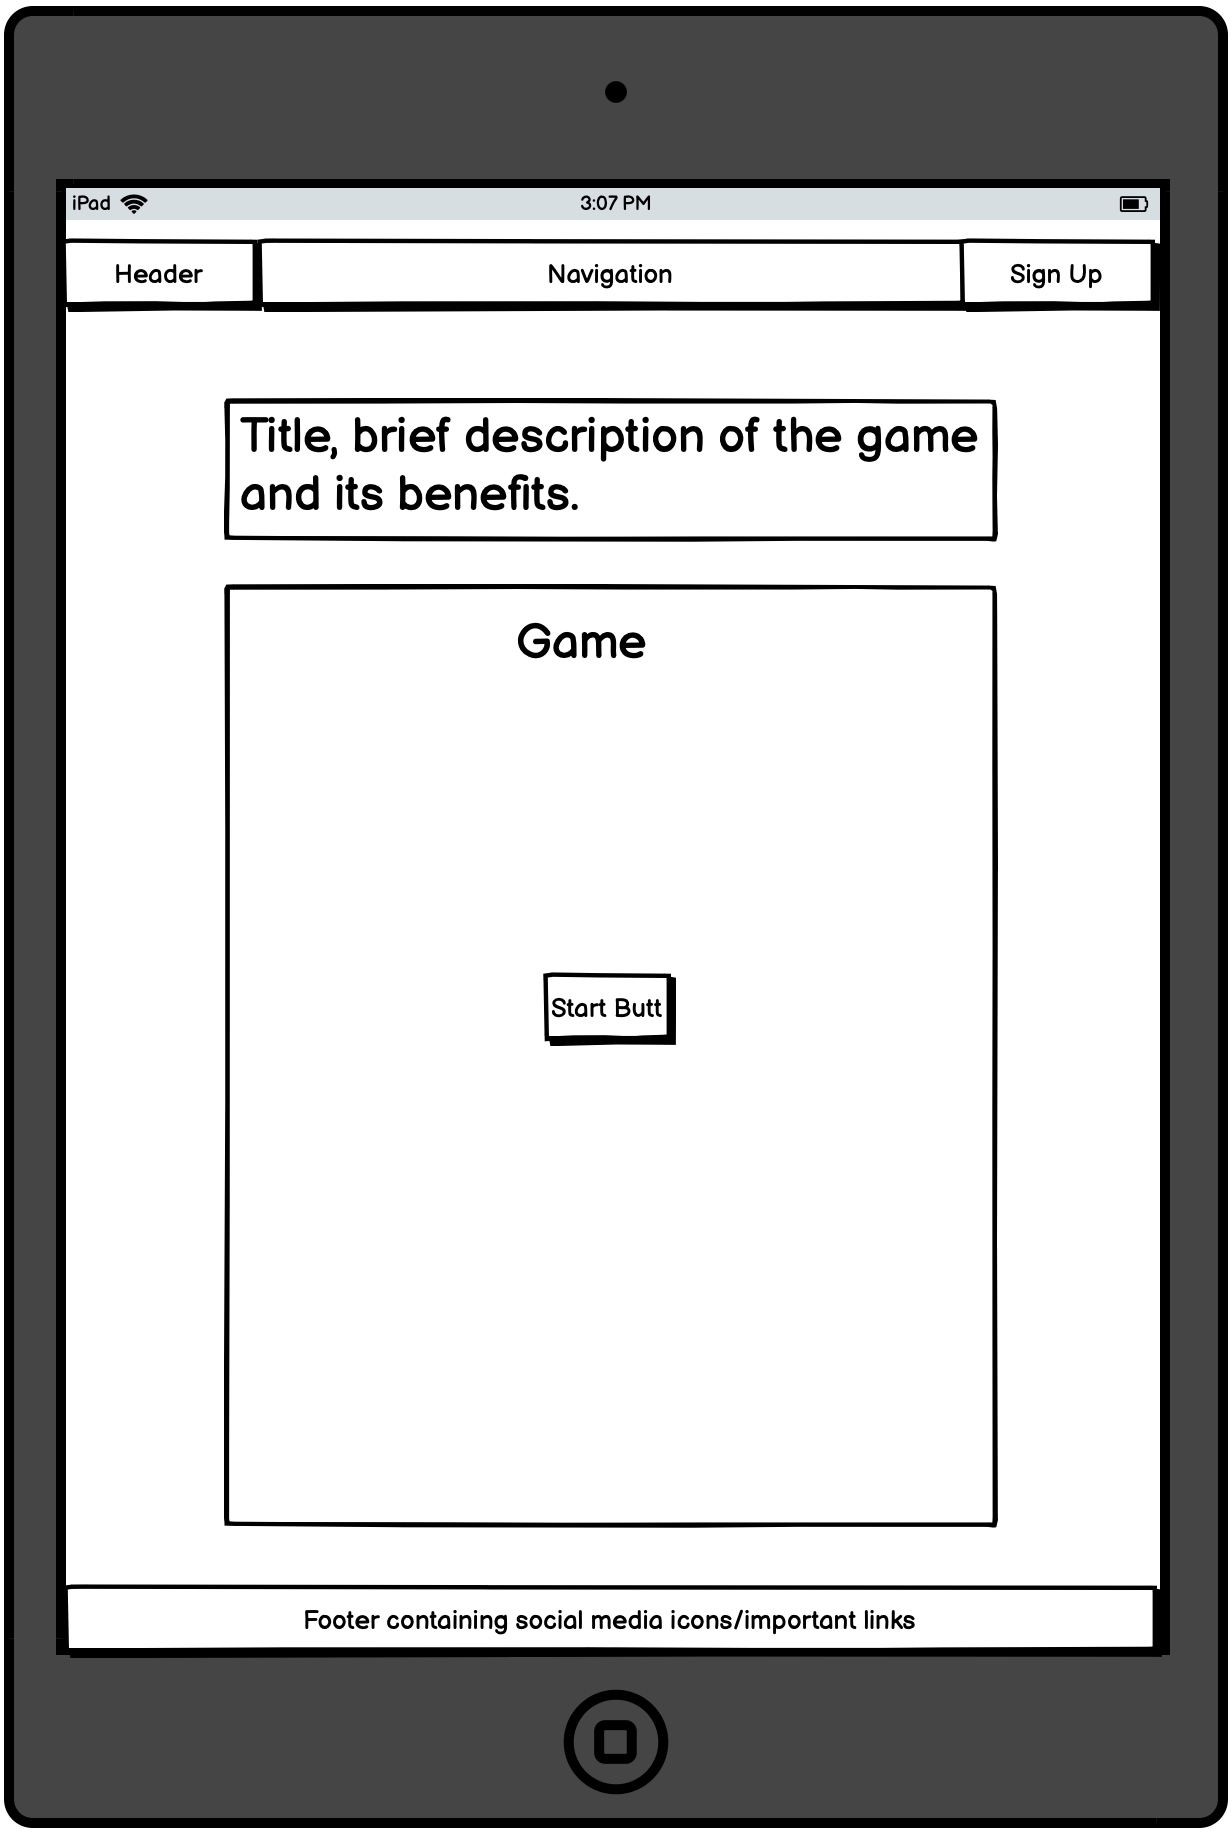 iPad
3:07 PM
Header
Navigation
Sign Up
Title, brief description of the game
and its benefits.
Game
Start Butt
Footer containing social media icons/important links